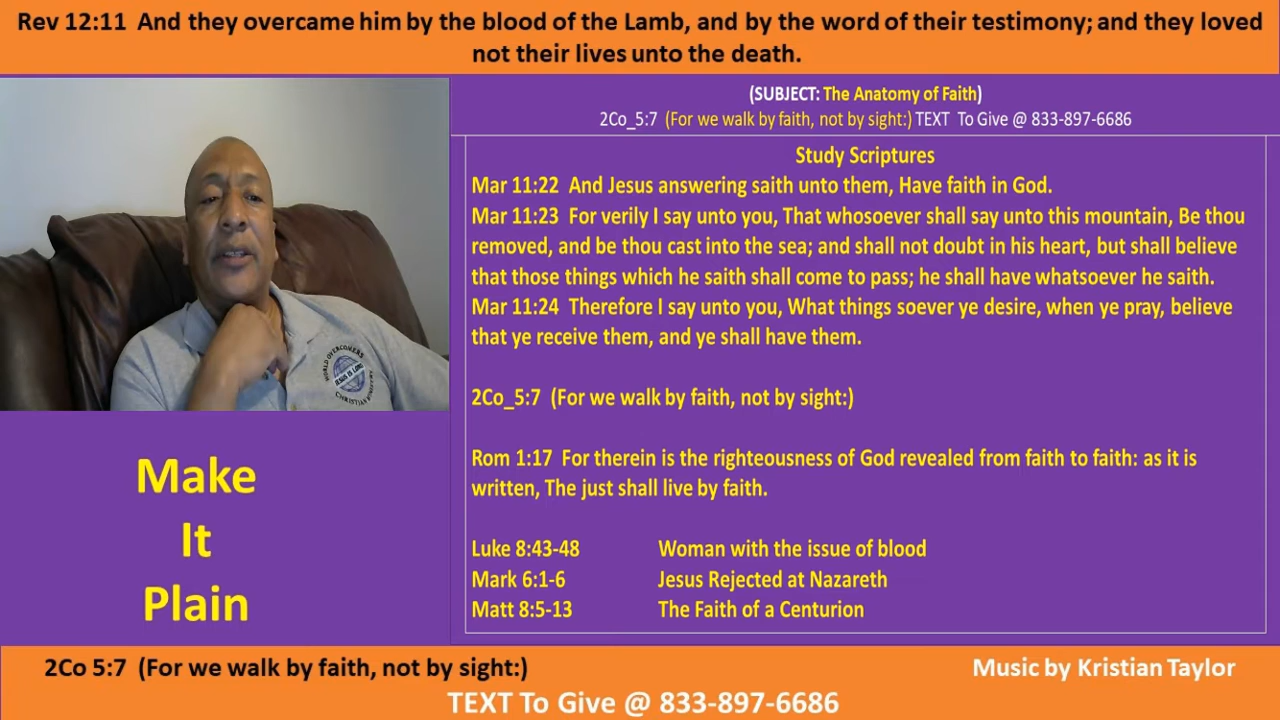 Rev 12:11 And they overcame him by the blood of the Lamb, and by the word of their testimony; and they loved
not their lives unto the death.
(SUBJECT: The Anatomy of Faith)
2Co_5:7 (For we walk by faith, not by sight:) TEXT To Give @ 833-897-6686
Study Scriptures
Mar 11:22 And Jesus answering saith unto them, Have faith in God.
Mar 11:23 For verily I say unto you, That whosoever shall say unto this mountain, Be thou
removed, and be thou cast into the sea; and shall not doubt in his heart, but shall believe
that those things which he saith shall come to pass; he shall have whatsoever he saith.
Mar 11:24 Therefore I say unto you, What things soever ye desire, when ye pray, believe
that ye receive them, and ye shall have them.
2Co_5:7 (For we walk by faith, not by sight:)
Rom 1:17 For therein is the righteousness of God revealed from faith to faith: as it is
written, The just shall live by faith.
Luke 8:43-48 Woman with the issue of blood
Mark 6:1-6 Jesus Rejected at Nazareth
Matt 8:5-13 The Faith of a Centurion
WORLD OVERCOMERS
JESUS IS LORD
CHRISTIAN
Make
It
Plain
2Co 5:7 (For we walk by faith, not by sight:)
Music by Kristian Taylor
TEXT To Give @ 833-897-6686